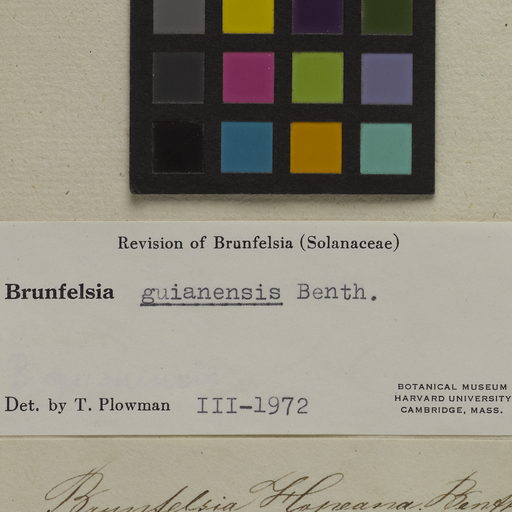 Revision of Brunfelsia (Solanaceae)
Brunfelsia guianensis Benth.
Det. by T. Plowman III-1972
BOTANICAL MUSEUM
HARVARD UNIVERSITY
CAMBRIDGE, MASS.
Brunfelsia Hopeana. Benth